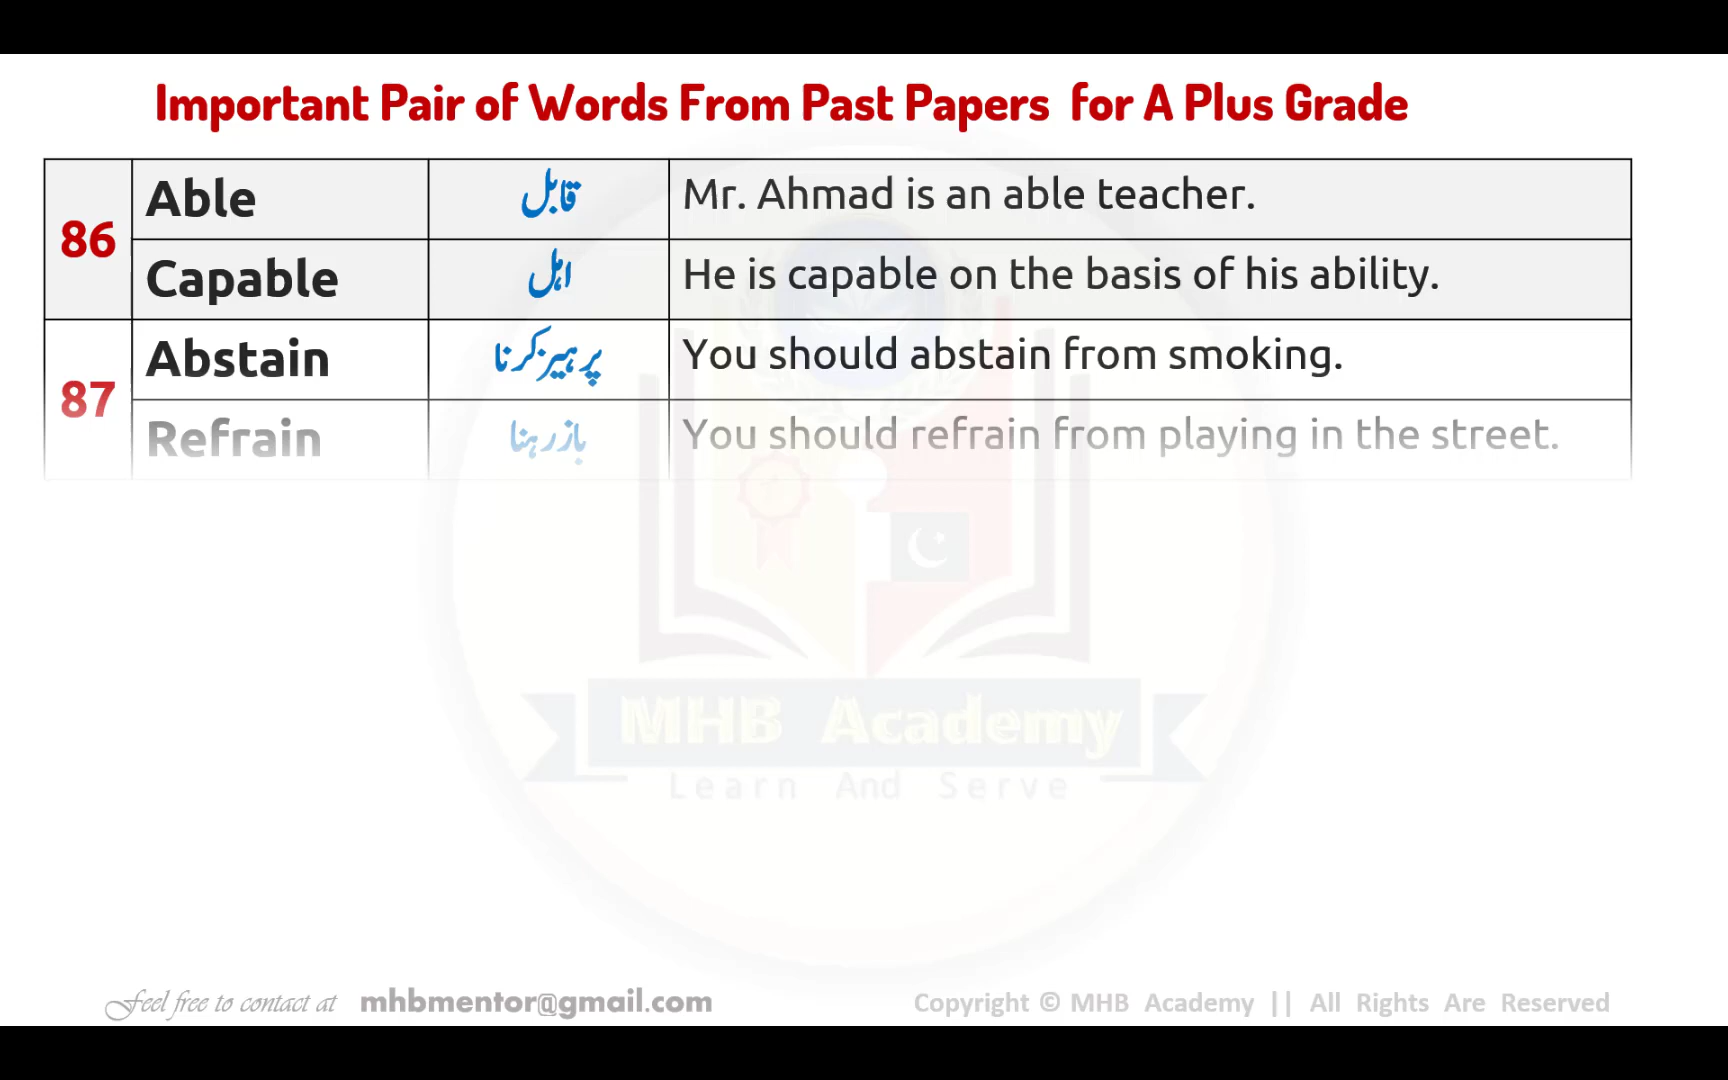 Important Pair of Words From Past Papers for A Plus Grade
86
Able قابل Mr. Ahmad is an able teacher.
Capable اہل He is capable on the basis of his ability.
87
Abstain پرہیز کرنا You should abstain from smoking.
Refrain باز رہنا You should refrain from playing in the street.
MHB Academy
Learn And Serve
Feel free to contact at mhbmentor@gmail.com
Copyright © MHB Academy || All Rights Are Reserved